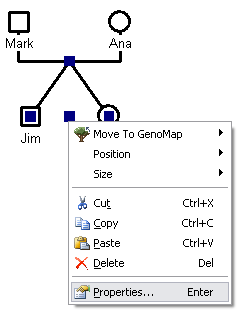 Mark
Ana
Jim
Move To GenoMap
Position
Size
Cut Ctrl+X
Copy Ctrl+C
Paste Ctrl+V
Delete Del
Properties... Enter